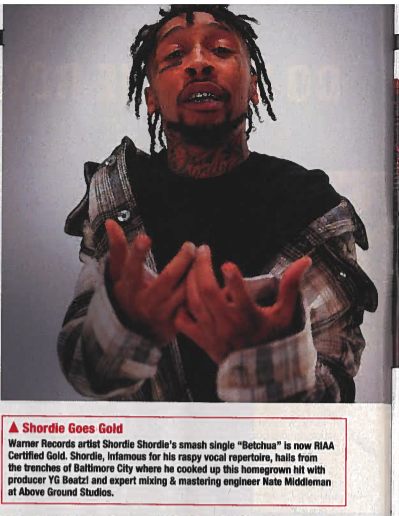 ▲ Shordie Goes Gold
Warner Records artist Shordie Shordie's smash single "Betchua" is now RIAA
Certified Gold. Shordie, infamous for his raspy vocal repertoire, hails from
the trenches of Baltimore City where he cooked up this homegrown hit with
producer YG Beatz! and expert mixing & mastering engineer Nate Middleman
at Above Ground Studios.